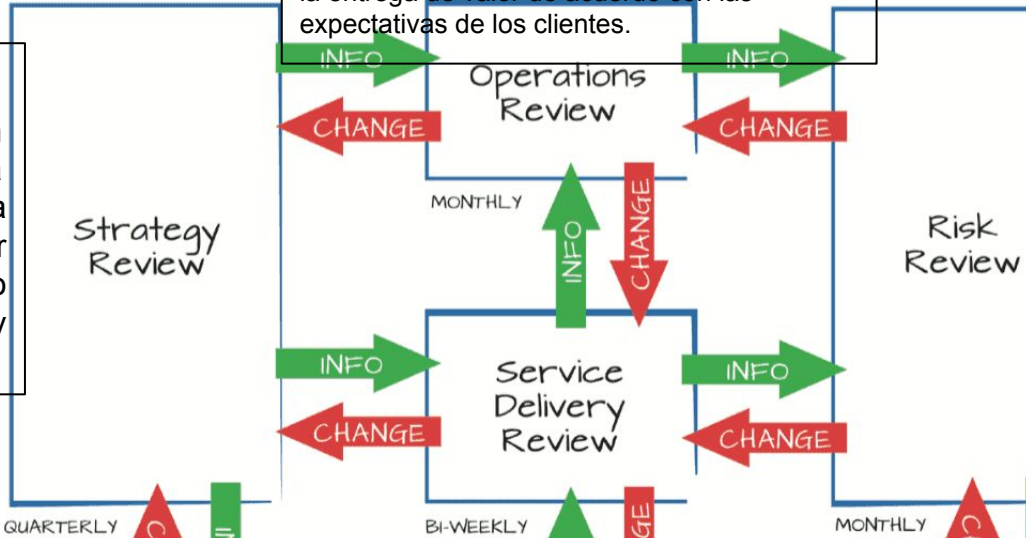 expectativas de los clientes.
INFO
INFO
Operations
Review
CHANGE
CHANGE
MONTHLY
a
r
o
y
Strategy
Review
INFO
CHANGE
Risk
Review
INFO
INFO
Service
Delivery
Review
CHANGE
CHANGE
QUARTERLY
BI-WEEKLY
MONTHLY